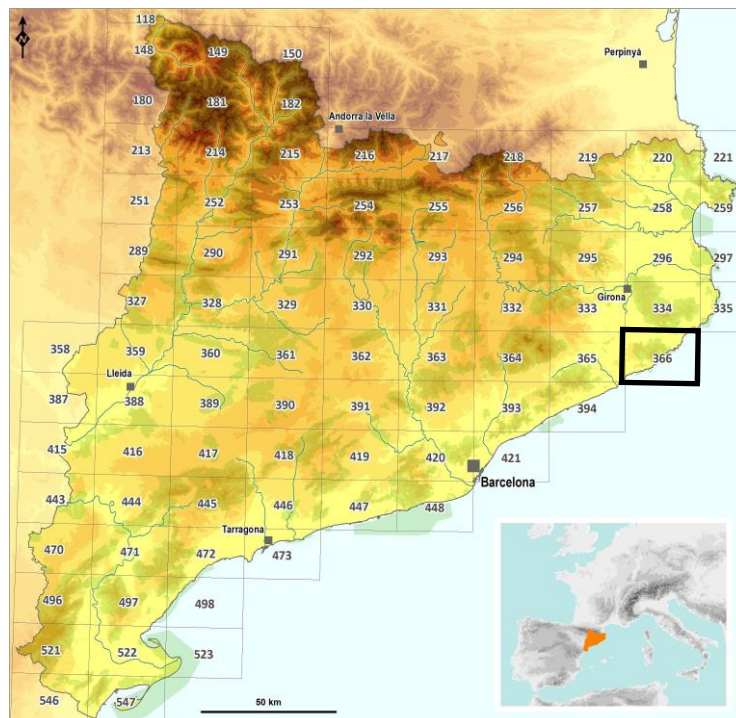 N
118
148 149 150
Perpinyà
180 181 182
Andorra la Vella
213 214 215 216 217 218 219 220 221
251 252 253 254 255 256 257 258 259
289 290 291 292 293 294 295 296 297
Girona
327 328 329 330 331 332 333 334 335
358 359 360 361 362 363 364 365 366
Lleida
387 388 389 390 391 392 393 394
415 416 417 418 419 420 421
Barcelona
443 444 445 446 447 448
Tarragona
470 471 472 473
496 497 498
521 522 523
546 547
50 km